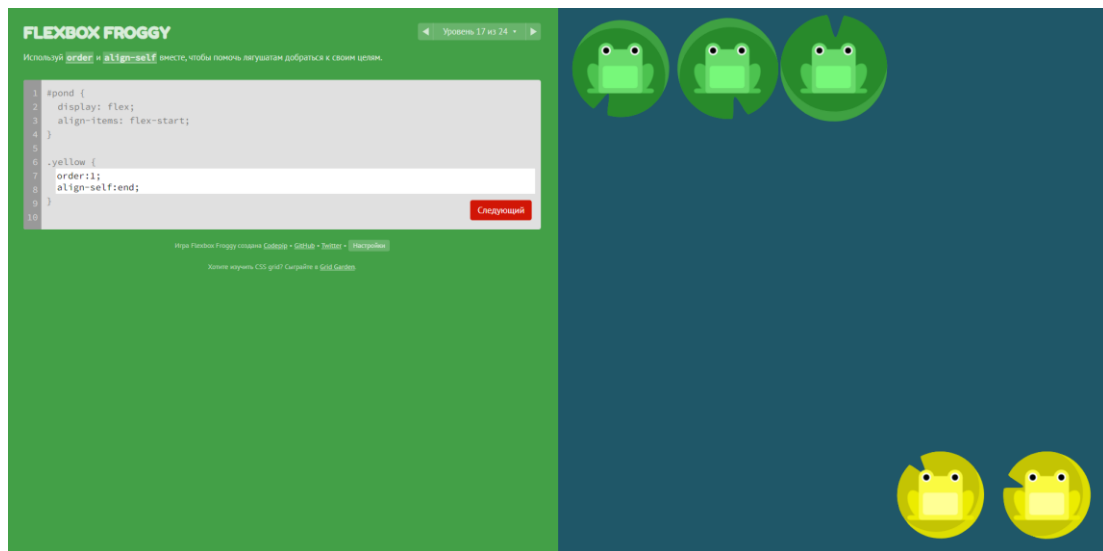 FLEXBOX FROGGY
Уровень 17 из 24
Используй order и align-self вместе, чтобы помочь лягушатам добраться к своим целям.
1 #pond {
2 display: flex;
3 align-items: flex-start;
4 }
5
6 .yellow {
7 order:1;
8 align-self:end;
9 }
10
Следующий
Игра Flexbox Froggy создана Codepip • GitHub • Twitter • Настройки
Хотите изучить CSS grid? Сыграйте в Grid Garden.